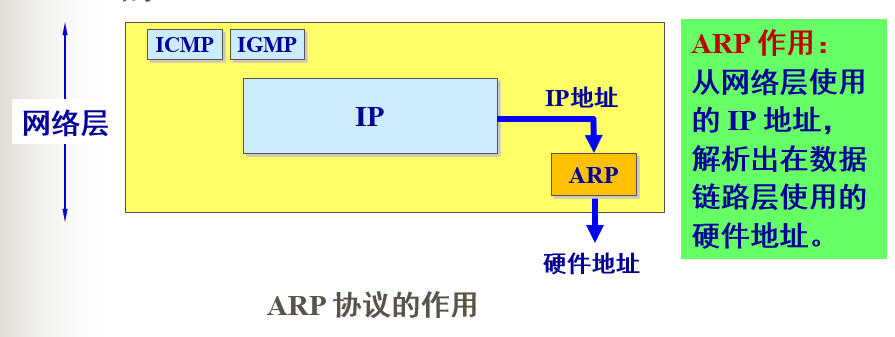 ICMP IGMP
IP
IP地址
ARP
硬件地址
网络层
ARP 作用：
从网络层使用
的 IP 地址，
解析出在数据
链路层使用的
硬件地址。
ARP 协议的作用